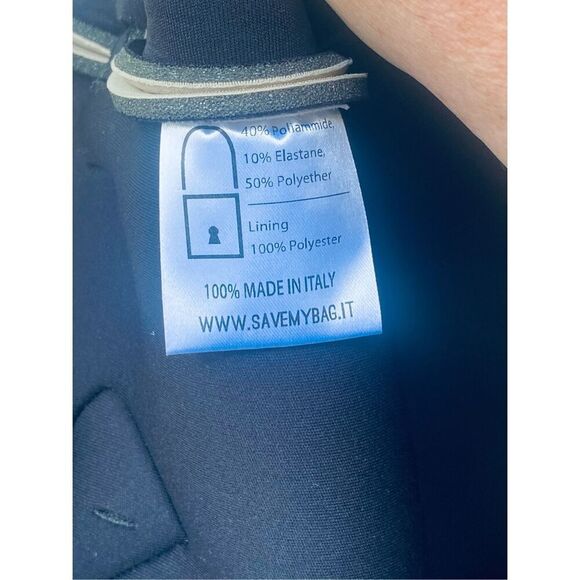 40% Poliammide,
10% Elastane,
50% Polyether
Lining
100% Polyester
100% MADE IN ITALY
WWW.SAVEMYBAG.IT